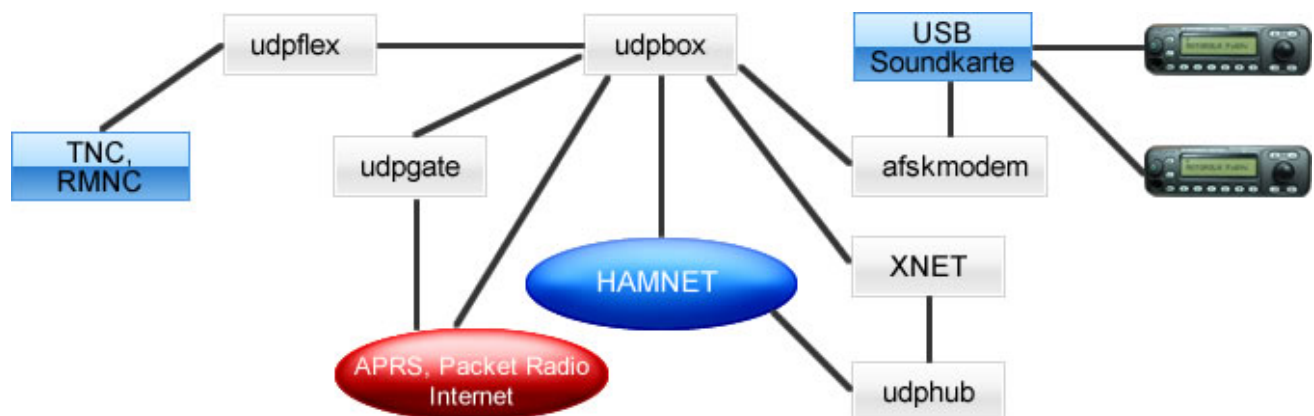 udpflex
udpbox
USB
Soundkarte
TNC,
RMNC
udpgate
afskmodem
HAMNET
XNET
APRS, Packet Radio
Internet
udphub